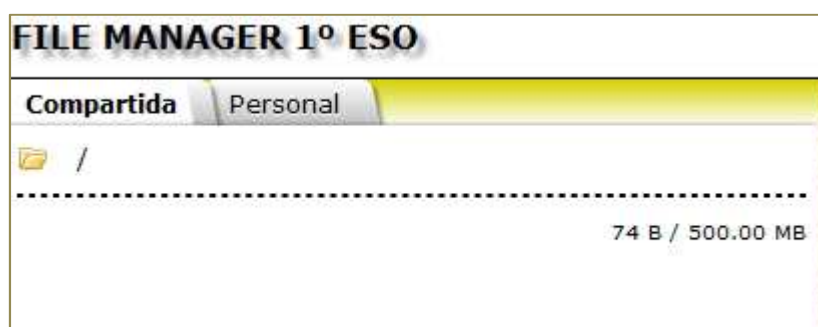 FILE MANAGER 1º ESO
Compartida Personal
/
74 B / 500.00 MB